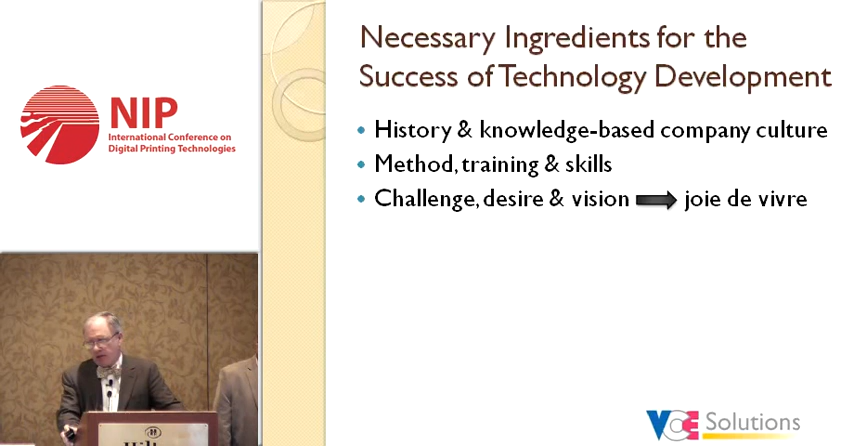 NIP
International Conference on
Digital Printing Technologies
Necessary Ingredients for the
Success of Technology Development
• History & knowledge-based company culture
• Method, training & skills
• Challenge, desire & vision ➡ joie de vivre
VCE Solutions